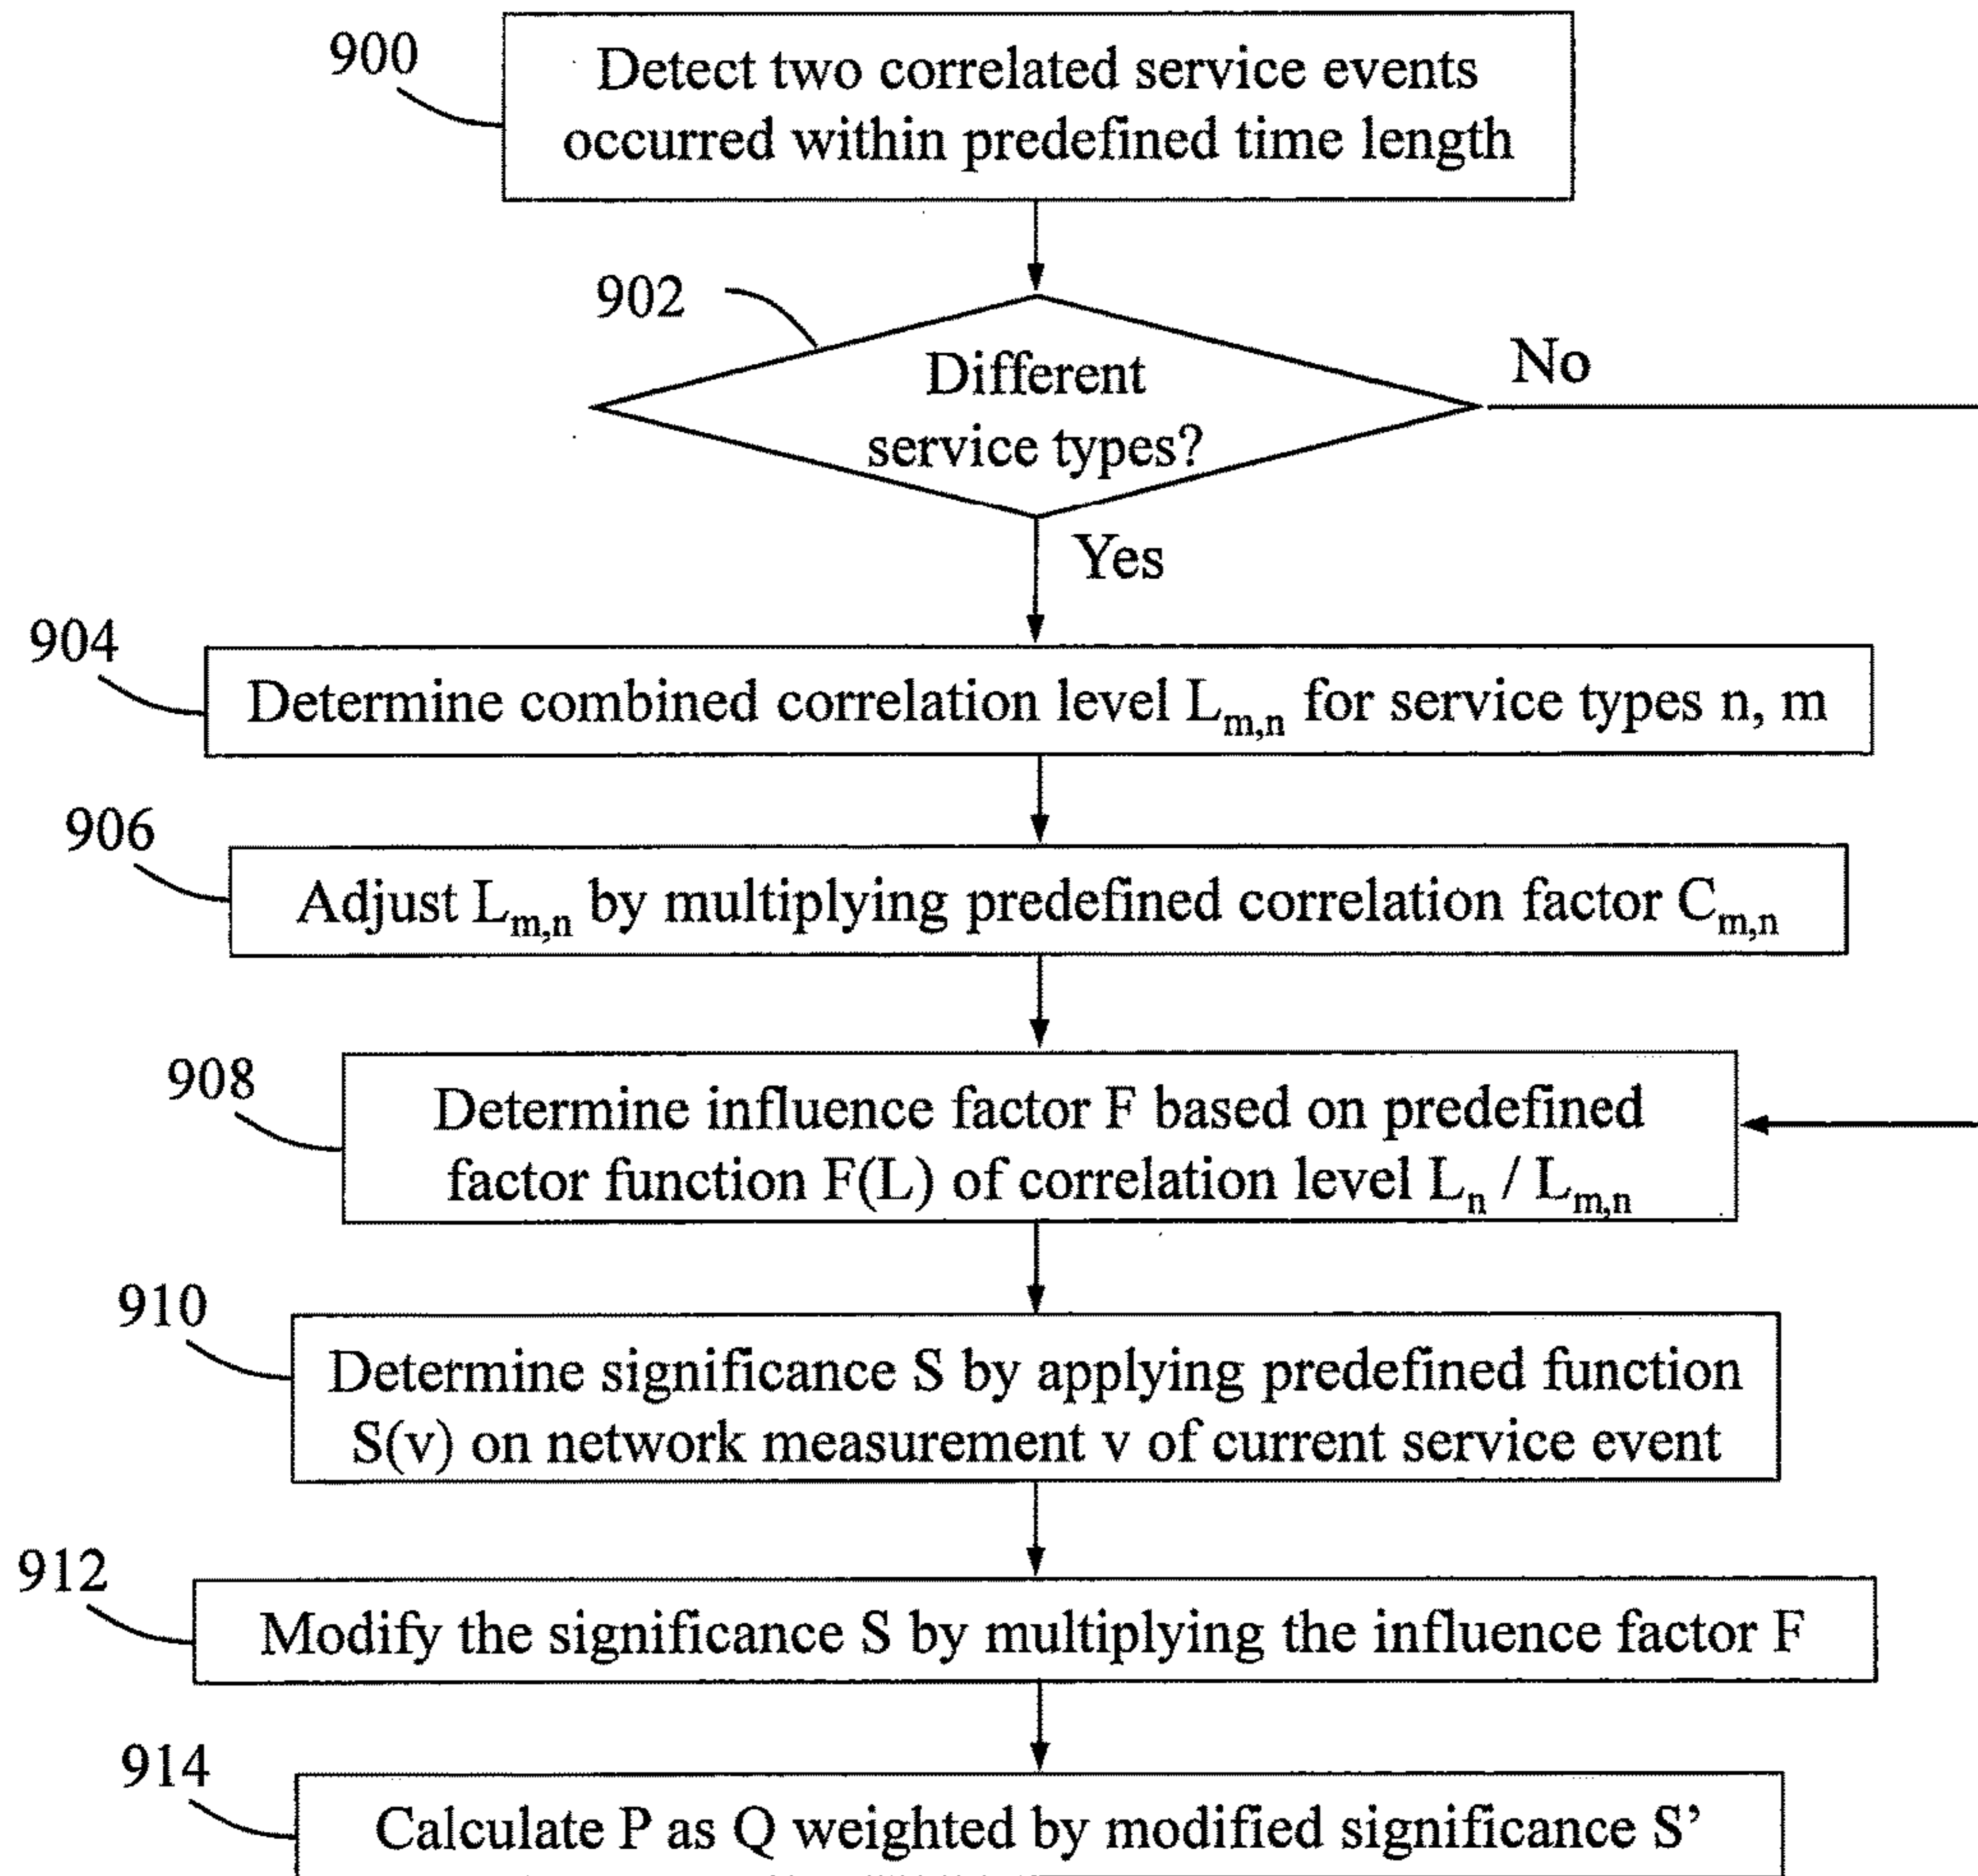 900
Detect two correlated service events
occurred within predefined time length
902
Different
service types?
No
Yes
904
Determine combined correlation level Lm,n for service types n, m
906
Adjust Lm,n by multiplying predefined correlation factor Cm,n
908
Determine influence factor F based on predefined
factor function F(L) of correlation level Ln / Lm,n
910
Determine significance S by applying predefined function
S(v) on network measurement v of current service event
912
Modify the significance S by multiplying the influence factor F
914
Calculate P as Q weighted by modified significance S’